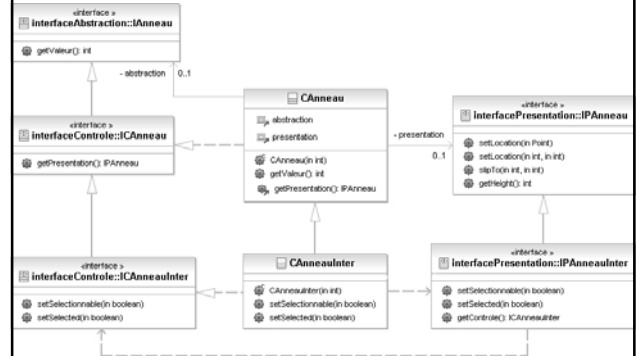 «interface »
interfaceAbstraction::IAnneau
getValeur(): int
- abstraction
0..1
CAnneau
abstraction
presentation
CAnneau(in int)
getValeur(): int
getPresentation(): IPAnneau
- presentation
0..1
«interface »
interfacePresentation::IPAnneau
setLocation(in Point)
setLocation(in int, in int)
slipTo(in int, in int)
getHeight(): int
«interface »
interfaceControle::ICAnneau
getPresentation(): IPAnneau
«interface »
interfaceControle::ICAnneauInter
setSelectionnable(in boolean)
setSelected(in boolean)
CAnneauInter
CAnneauInter(in int)
setSelectionnable(in boolean)
setSelected(in boolean)
«interface »
interfacePresentation::IPAnneauInter
setSelectionnable(in boolean)
setSelected(in boolean)
getControle(): ICAnneauInter